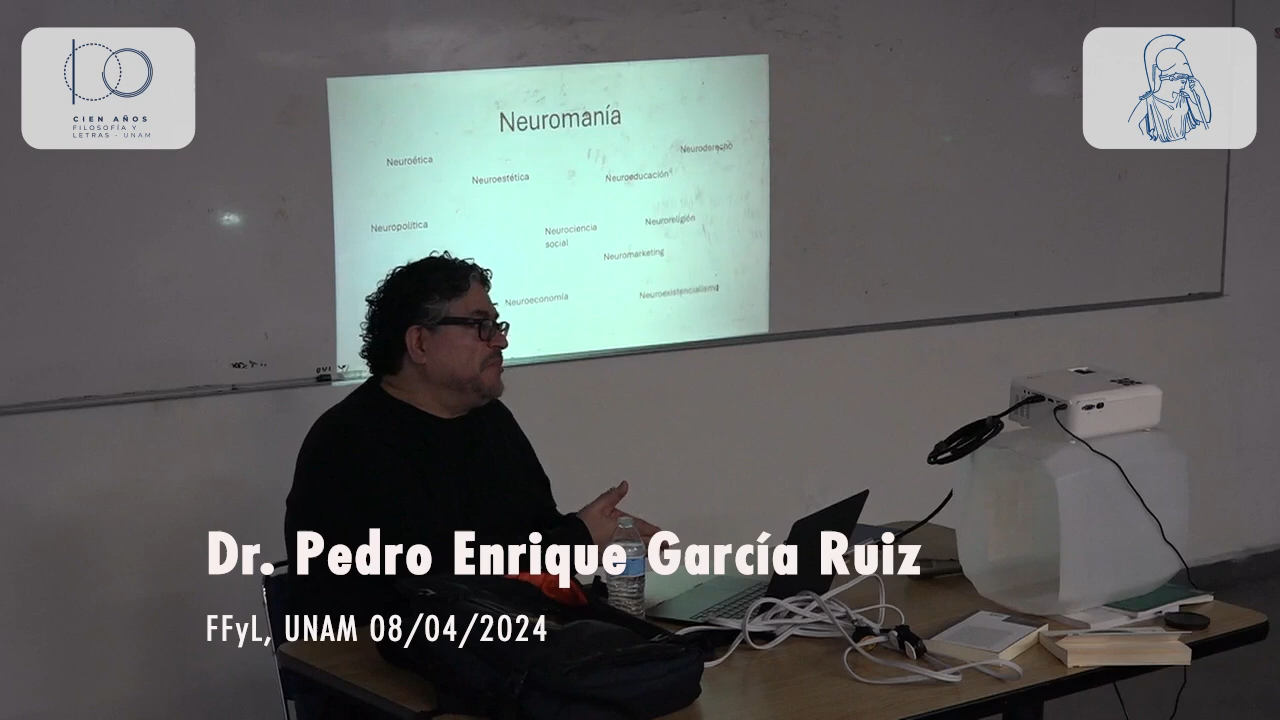 CIEN AÑOS
FILOSOFÍA Y
LETRAS - UNAM
Neuromanía
Neuroderecho
Neuroética
Neuroestética
Neuroeducación
Neuropolítica
Neurociencia
social
Neuroreligión
Neuromarketing
Neuroeconomía
Neuroexistencialismo
Dr. Pedro Enrique García Ruiz
FFyL, UNAM 08/04/2024